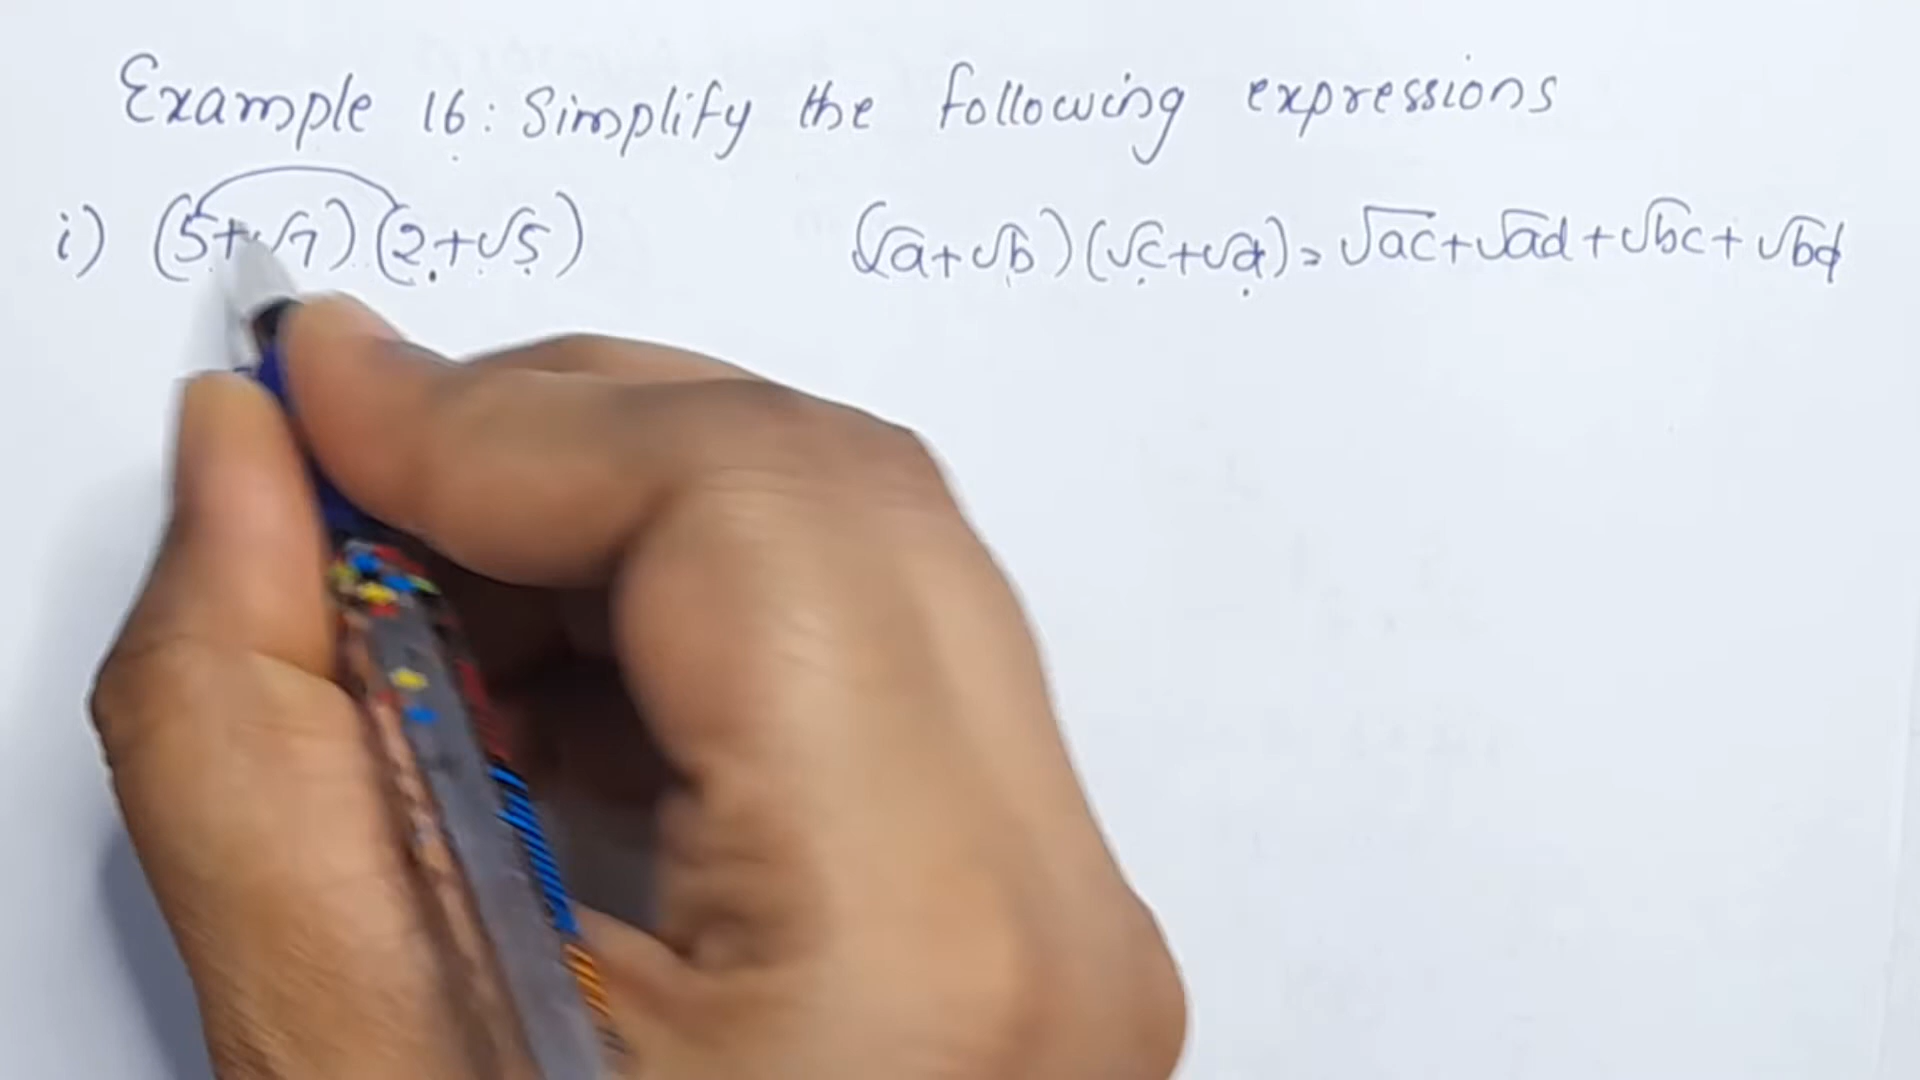 Example 16: Simplify the following expressions
i) (5+√7)(2+√5) (√a+√b)(√c+√d)=√ac+√ad+√bc+√bd